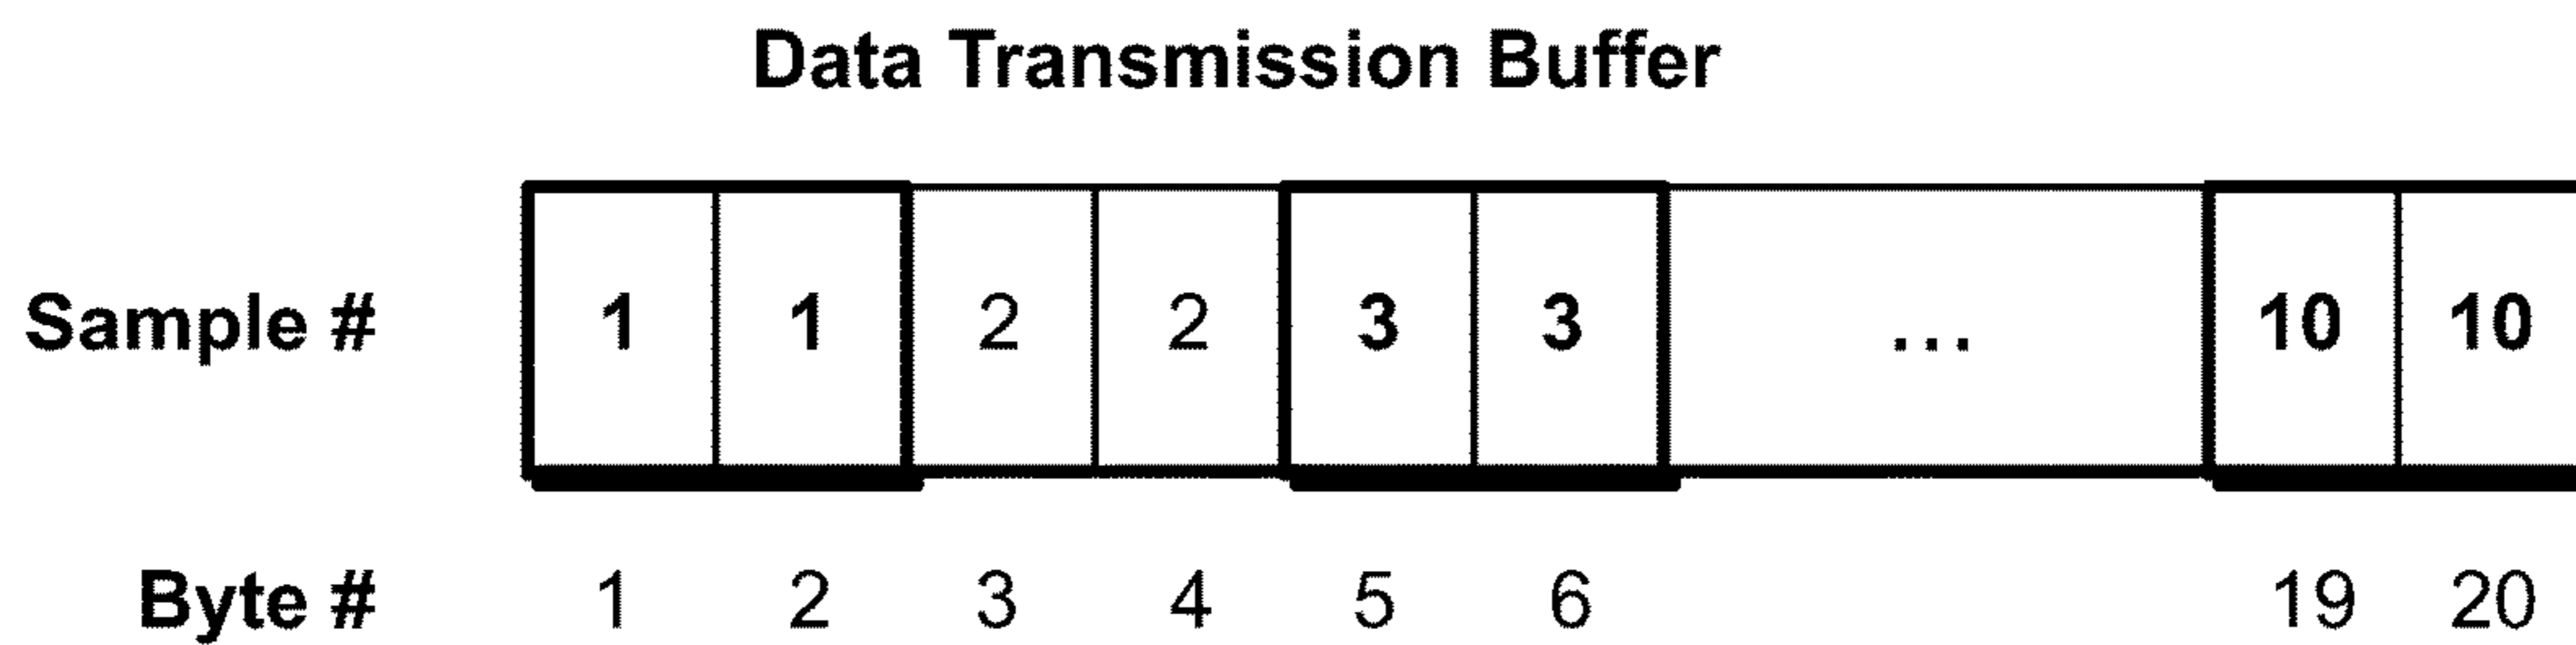 Data Transmission Buffer
Sample # 1 1 2 2 3 3 ... 10 10
Byte # 1 2 3 4 5 6 19 20